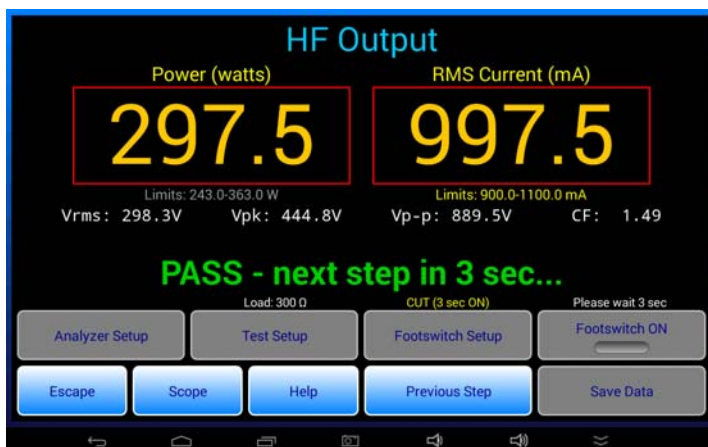 HF Output
Power (watts) RMS Current (mA)
297.5 997.5
Limits: 243.0-363.0 W Limits: 900.0-1100.0 mA
Vrms: 298.3V Vpk: 444.8V Vp-p: 889.5V CF: 1.49
PASS - next step in 3 sec...
Load: 300 Ω CUT (3 sec ON) Please wait 3 sec
Analyzer Setup Test Setup Footswitch Setup Footswitch ON
Escape Scope Help Previous Step Save Data